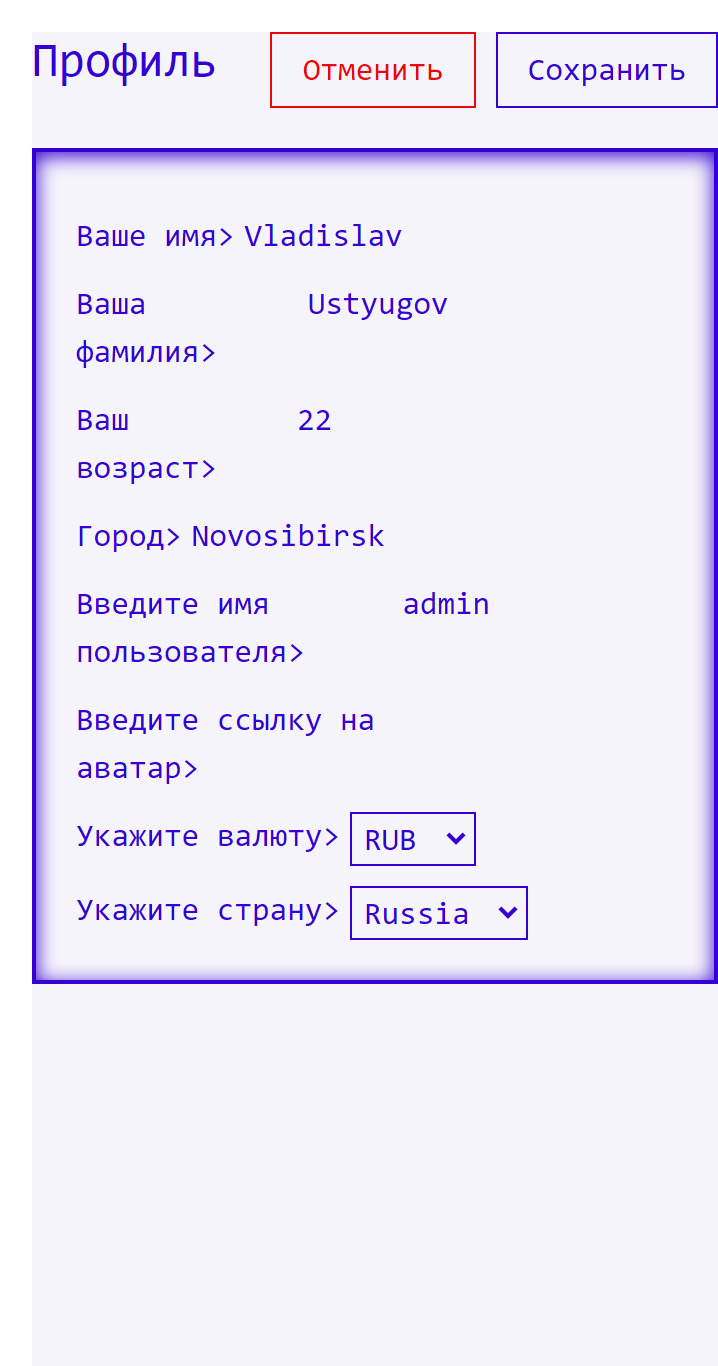 Профиль Отменить Сохранить
Ваше имя> Vladislav
Ваша Ustyugov
фамилия>
Ваш 22
возраст>
Город> Novosibirsk
Введите имя admin
пользователя>
Введите ссылку на
аватар>
Укажите валюту> RUB
Укажите страну> Russia